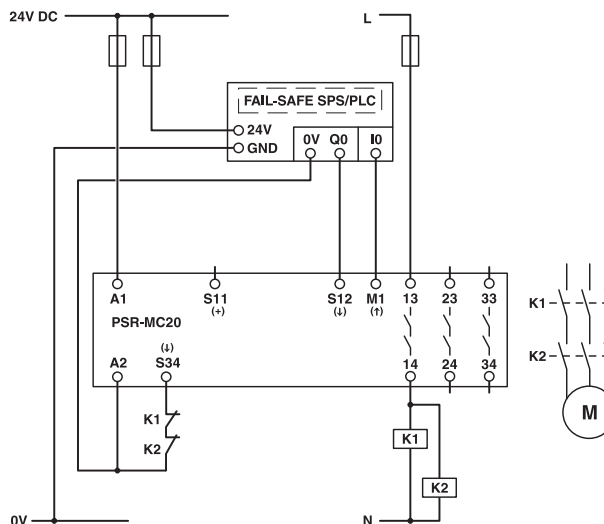 24V DC
L
FAIL-SAFE SPS/PLC
24V
GND
0V Q0 I0
A1 S11 S12 M1 13 23 33
(+) (↓) (↑)
PSR-MC20
(↓)
A2 S34 14 24 34
K1
K2
K1
K2
K1
K2
M
0V
N